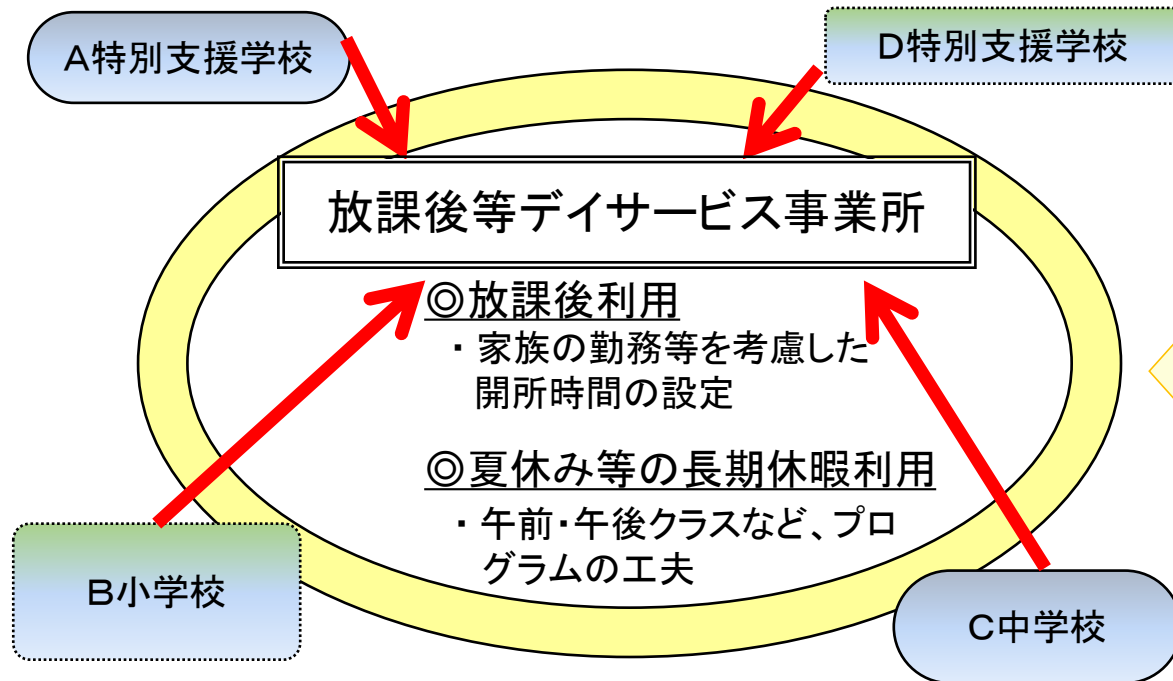 A特別支援学校
D特別支援学校
放課後等デイサービス事業所
◎放課後利用
・家族の勤務等を考慮した
開所時間の設定
◎夏休み等の長期休暇利用
・午前・午後クラスなど、プロ
グラムの工夫
B小学校
C中学校